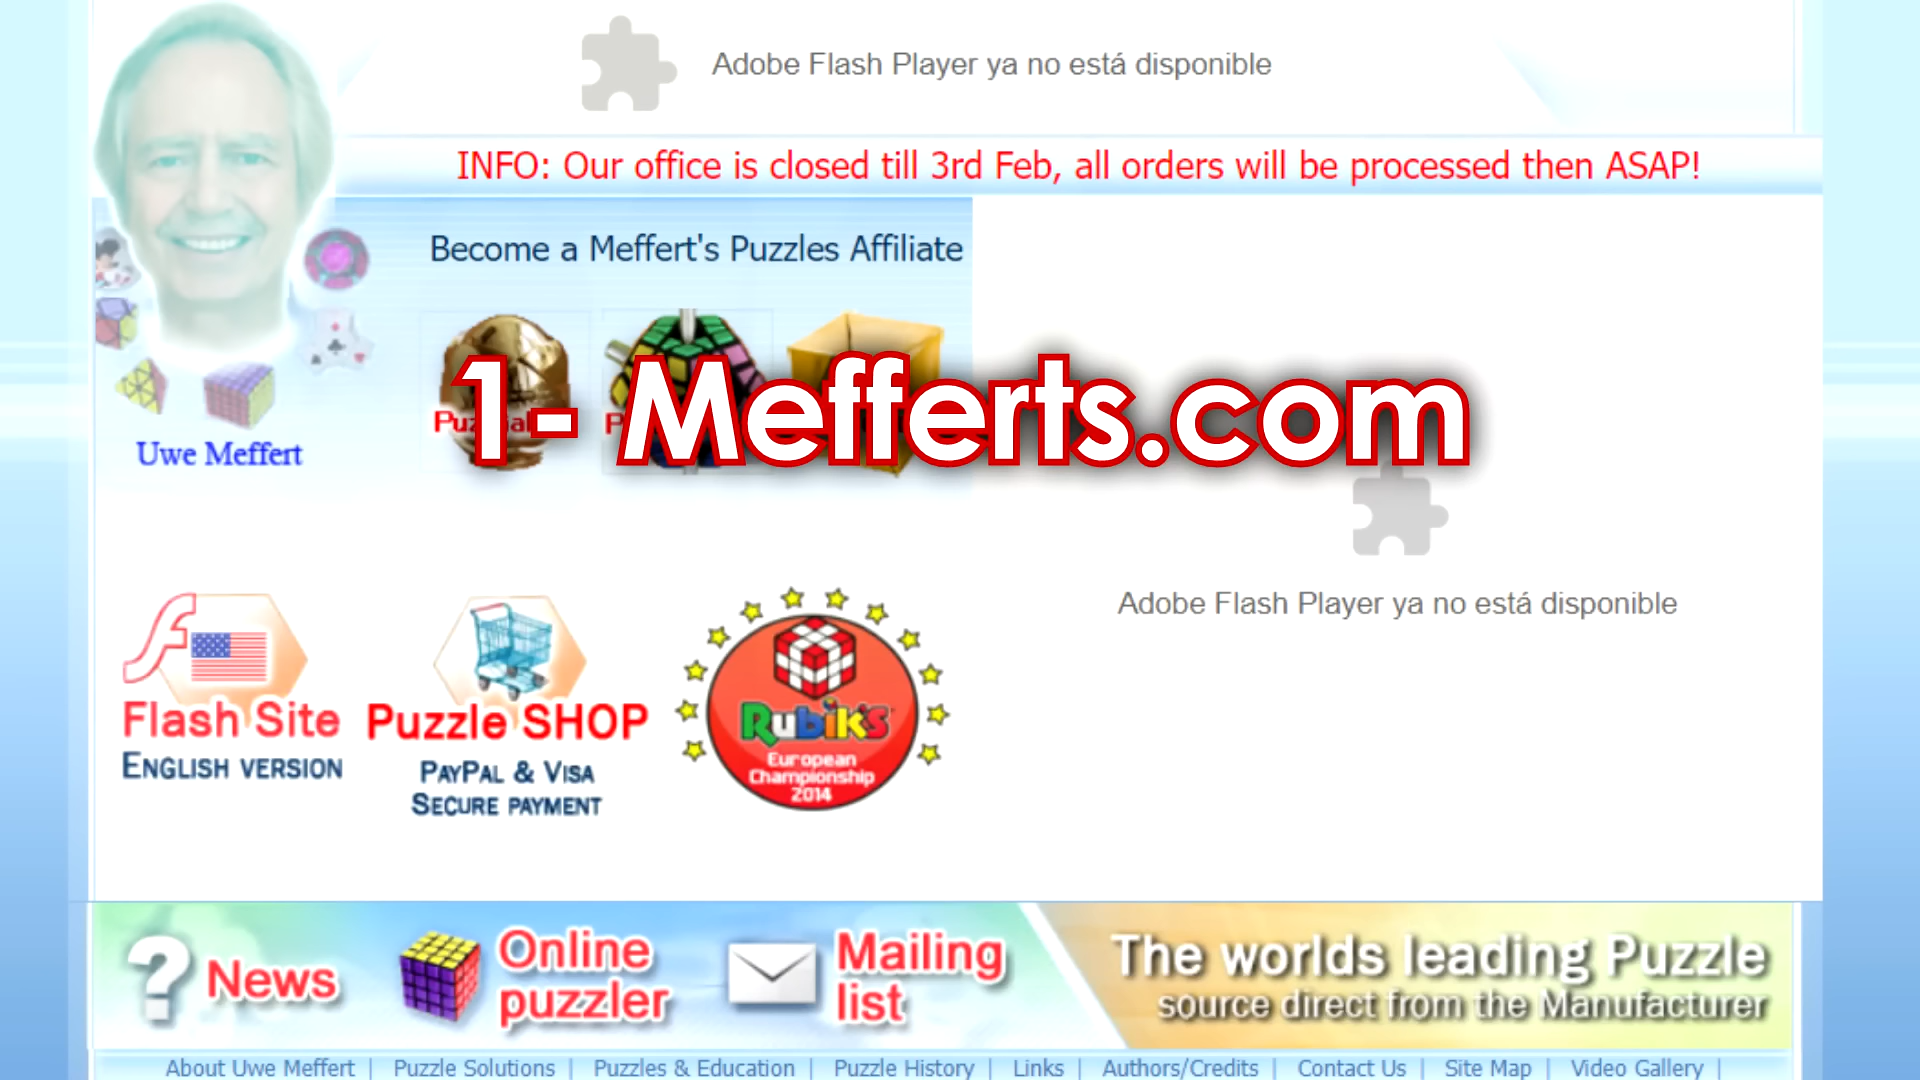 Adobe Flash Player ya no está disponible
INFO: Our office is closed till 3rd Feb, all orders will be processed then ASAP!
Become a Meffert's Puzzles Affiliate
1- Mefferts.com
Uwe Meffert
Adobe Flash Player ya no está disponible
Flash Site
ENGLISH VERSION
Puzzle SHOP
PAYPAL & VISA
SECURE PAYMENT
RUBIK'S
European
Championship
2014
News
Online
puzzler
Mailing
list
The worlds leading Puzzle
source direct from the Manufacturer
About Uwe Meffert | Puzzle Solutions | Puzzles & Education | Puzzle History | Links | Authors/Credits | Contact Us | Site Map | Video Gallery |